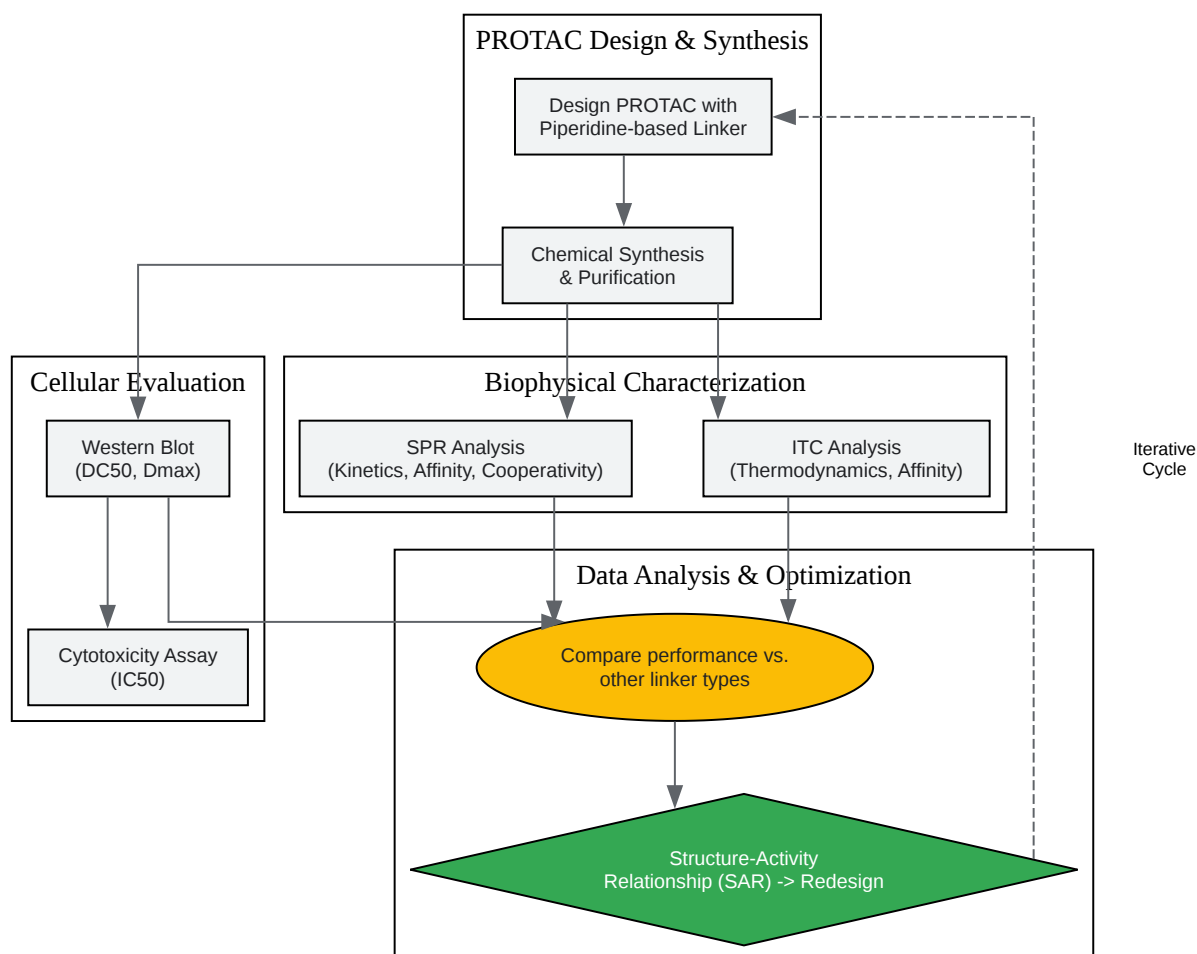 PROTAC Design & Synthesis
Design PROTAC with
Piperidine-based Linker
Chemical Synthesis
& Purification
Cellular Evaluation
Biophysical Characterization
Western Blot
(DC50, Dmax)
SPR Analysis
(Kinetics, Affinity, Cooperativity)
ITC Analysis
(Thermodynamics, Affinity)
Iterative
Cycle
Data Analysis & Optimization
Cytotoxicity Assay
(IC50)
Compare performance vs.
other linker types
Structure-Activity
Relationship (SAR) -> Redesign